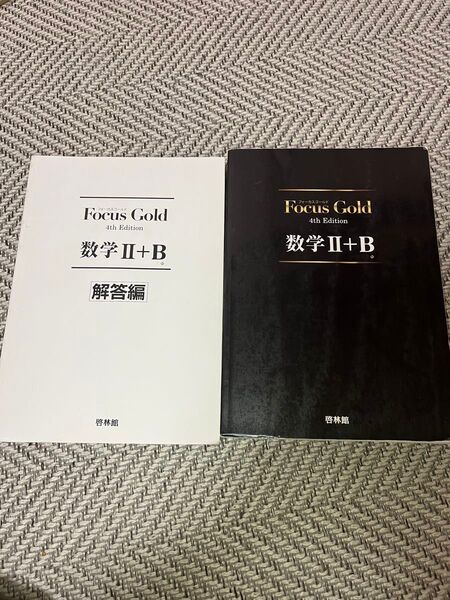 フォーカスゴールド
Focus Gold
4th Edition
数学Ⅱ+B
解答編
啓林館
フォーカスゴールド
Focus Gold
4th Edition
数学Ⅱ+B
啓林館